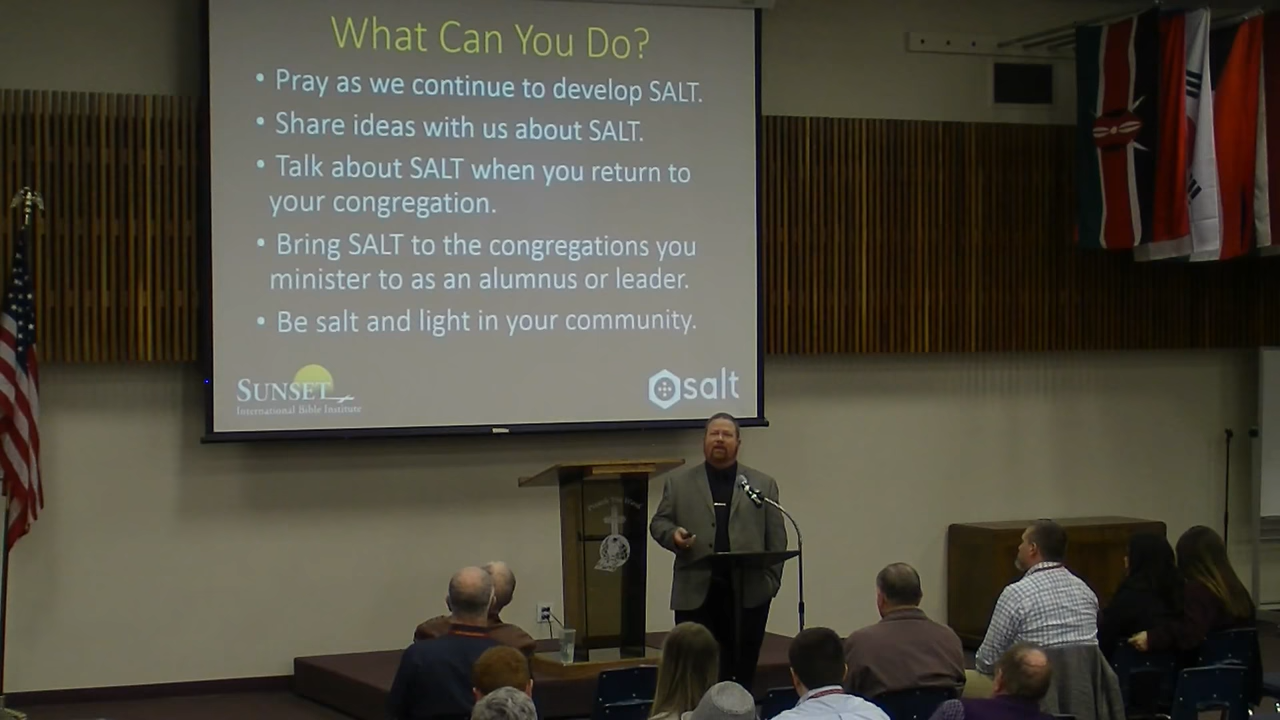 What Can You Do?
• Pray as we continue to develop SALT.
• Share ideas with us about SALT.
• Talk about SALT when you return to
your congregation.
• Bring SALT to the congregations you
minister to as an alumnus or leader.
• Be salt and light in your community.
SUNSET
International Bible Institute
salt